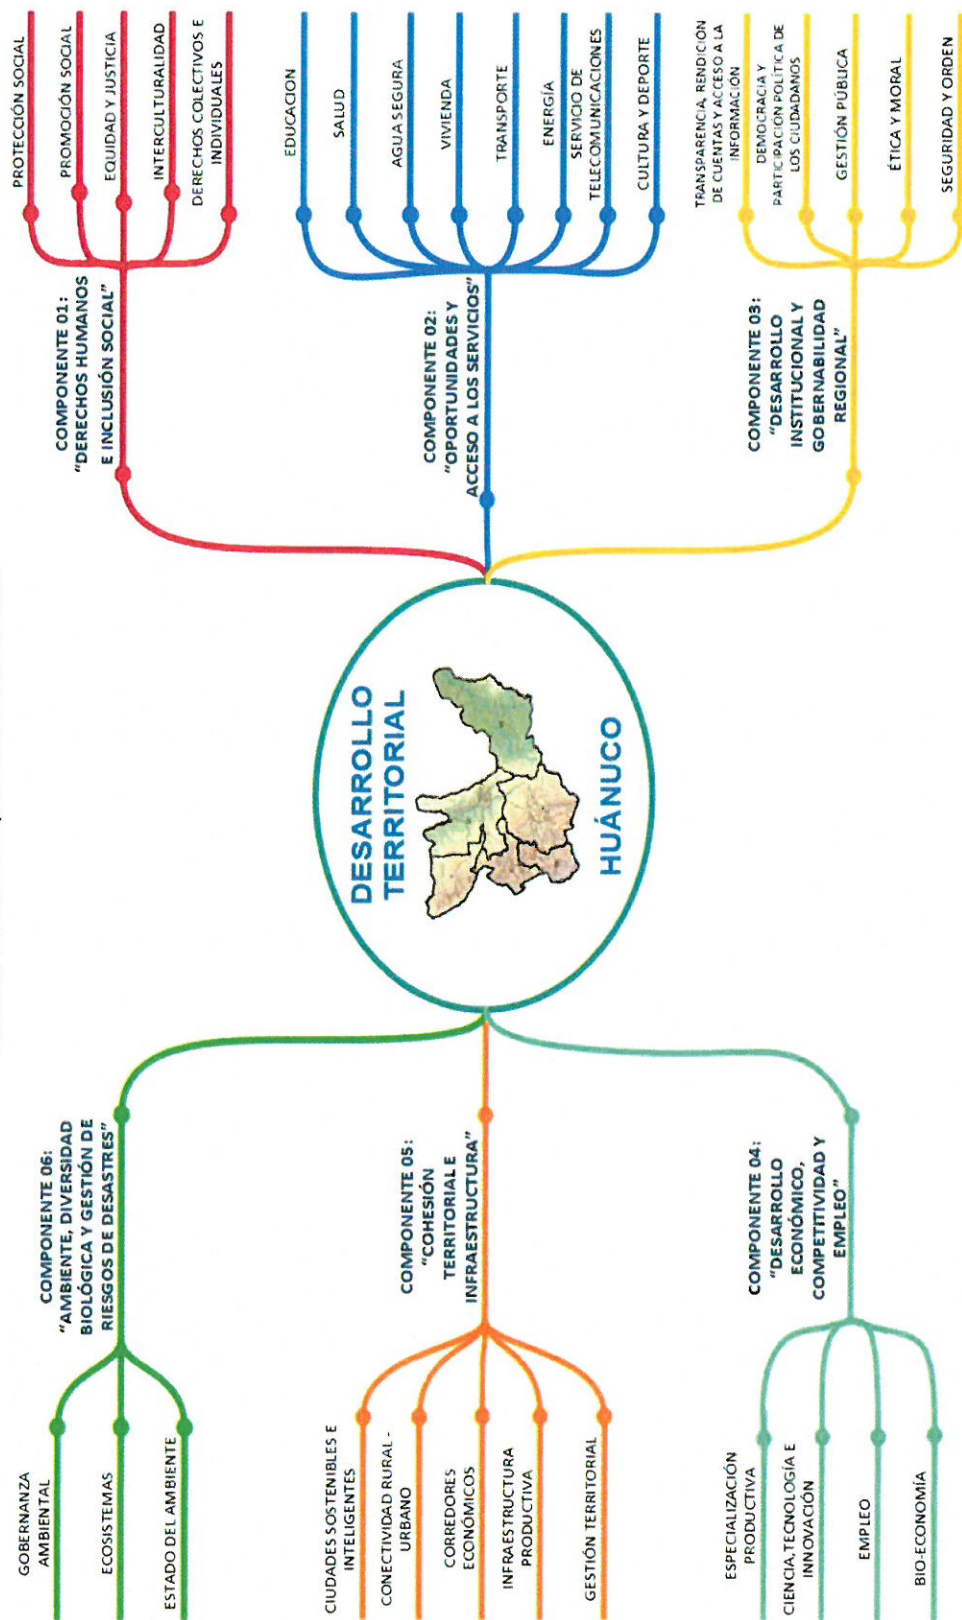 DESARROLLO
TERRITORIAL
HUÁNUCO
COMPONENTE 01:
"DERECHOS HUMANOS
E INCLUSIÓN SOCIAL"
PROTECCIÓN SOCIAL
PROMOCIÓN SOCIAL
EQUIDAD Y JUSTICIA
INTERCULTURALIDAD
DERECHOS COLECTIVOS E
INDIVIDUALES
COMPONENTE 02:
"OPORTUNIDADES Y
ACCESO A LOS SERVICIOS"
EDUCACION
SALUD
AGUA SEGURA
VIVIENDA
TRANSPORTE
ENERGÍA
SERVICIO DE
TELECOMUNICACIONES
CULTURA Y DEPORTE
COMPONENTE 03:
"DESARROLLO
INSTITUCIONAL Y
GOBERNABILIDAD
REGIONAL"
TRANSPARENCIA, RENDICIÓN
DE CUENTAS Y ACCESO A LA
INFORMACIÓN
DEMOCRACIA Y
PARTICIPACIÓN POLÍTICA DE
LOS CIUDADANOS
GESTIÓN PÚBLICA
ÉTICA Y MORAL
SEGURIDAD Y ORDEN
COMPONENTE 06:
"AMBIENTE, DIVERSIDAD
BIOLÓGICA Y GESTIÓN DE
RIESGOS DE DESASTRES"
GOBERNANZA
AMBIENTAL
ECOSISTEMAS
ESTADO DEL AMBIENTE
COMPONENTE 05:
"COHESIÓN
TERRITORIAL E
INFRAESTRUCTURA"
CIUDADES SOSTENIBLES E
INTELIGENTES
CONECTIVIDAD RURAL -
URBANO
CORREDORES
ECONÓMICOS
INFRAESTRUCTURA
PRODUCTIVA
GESTIÓN TERRITORIAL
COMPONENTE 04:
"DESARROLLO
ECONÓMICO,
COMPETITIVIDAD Y
EMPLEO"
ESPECIALIZACIÓN
PRODUCTIVA
CIENCIA, TECNOLOGÍA E
INNOVACIÓN
EMPLEO
BIO-ECONOMÍA